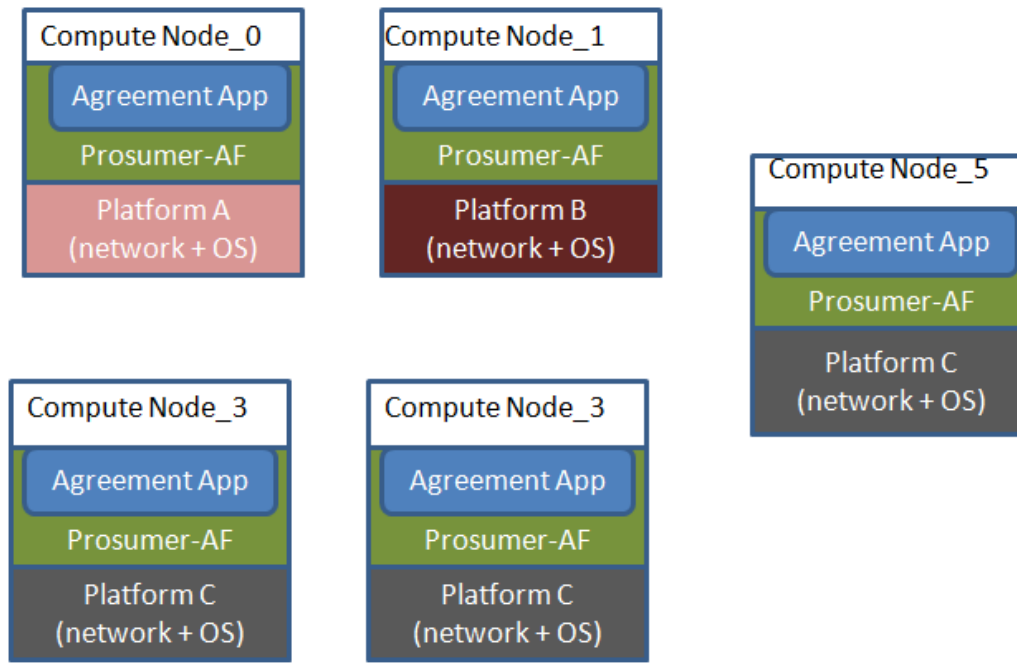 Compute Node_0
Agreement App
Prosumer-AF
Platform A
(network + OS)
Compute Node_1
Agreement App
Prosumer-AF
Platform B
(network + OS)
Compute Node_5
Agreement App
Prosumer-AF
Platform C
(network + OS)
Compute Node_3
Agreement App
Prosumer-AF
Platform C
(network + OS)
Compute Node_3
Agreement App
Prosumer-AF
Platform C
(network + OS)